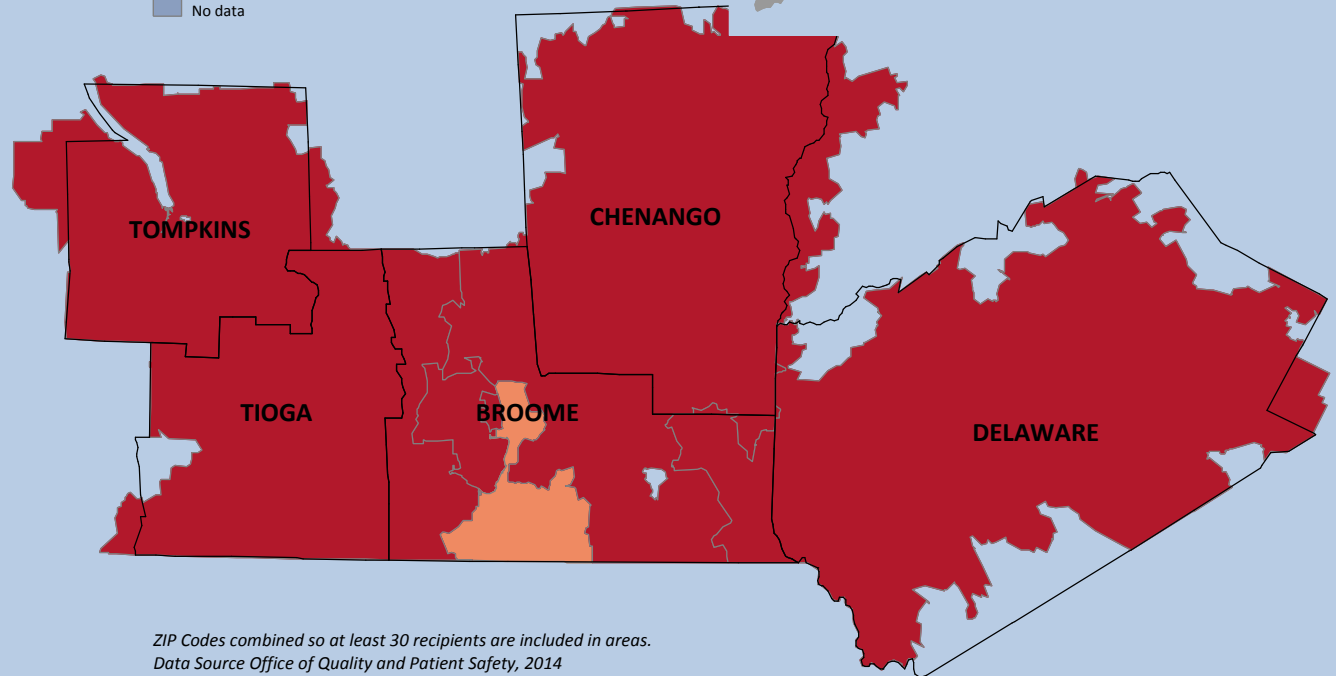 No data
CHENANGO
TOMPKINS
TIOGA
BROOME
DELAWARE
ZIP Codes combined so at least 30 recipients are included in areas.
Data Source Office of Quality and Patient Safety, 2014